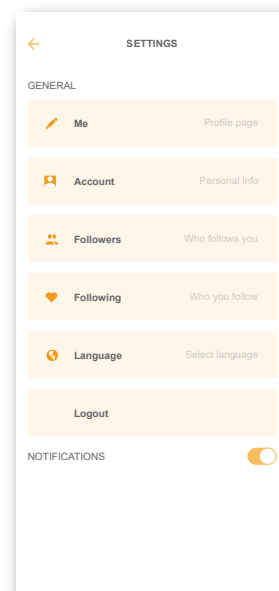 SETTINGS
GENERAL
Me Profile page
Account Personal info
Followers Who follows you
Following Who you follow
Language Select language
Logout
NOTIFICATIONS